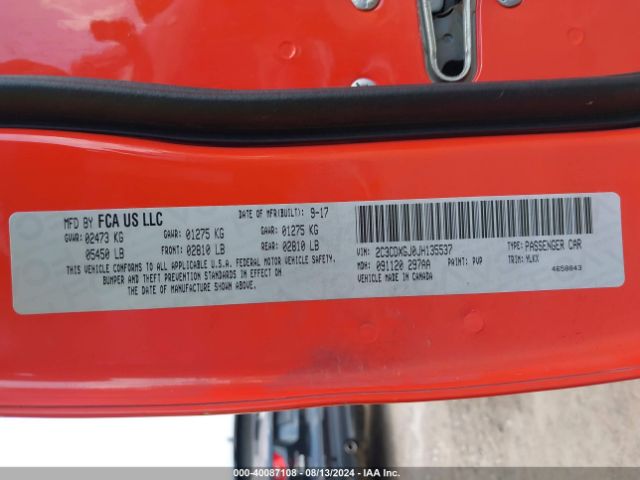 MFD BY FCA US LLC
DATE OF MFR(BUILT): 9-17
GVWR: 02473 KG
GAWR: 01275 KG
GAWR: 01275 KG
05450 LB
FRONT: 02810 LB
REAR: 02810 LB
THIS VEHICLE CONFORMS TO ALL APPLICABLE U.S.A. FEDERAL MOTOR VEHICLE SAFETY,
BUMPER AND THEFT PREVENTION STANDARDS IN EFFECT ON
THE DATE OF MANUFACTURE SHOWN ABOVE.
VIN: 2C3CDXGJ0JH135537
TYPE: PASSENGER CAR
MDH: 091120 297AA
PAINT: PVP
TRIM: YLKX
VEHICLE MADE IN CANADA
4658843
000-40087108 - 08/13/2024 - IAA Inc.